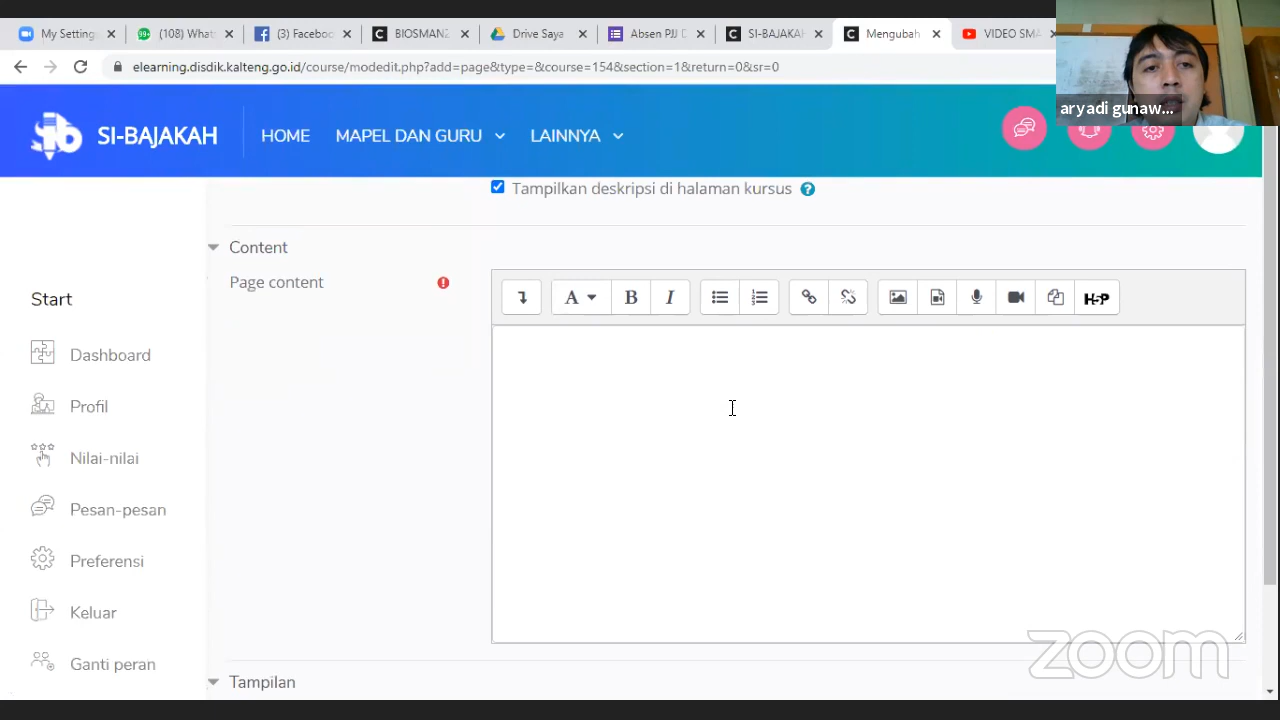 My Setting
(108) What
(3) Faceboo
BIOSMAN2
Drive Saya
Absen PJJ D
SI-BAJAKAH
Mengubah
VIDEO SMA
elearning.disdik.kalteng.go.id/course/modedit.php?add=page&type=&course=154&section=1&return=0&sr=0
aryadi gunaw...
SI-BAJAKAH
HOME
MAPEL DAN GURU
LAINNYA
Tampilkan deskripsi di halaman kursus
Content
Page content
A
B
I
H5P
Start
Dashboard
Profil
Nilai-nilai
Pesan-pesan
Preferensi
Keluar
Ganti peran
Tampilan
zoom